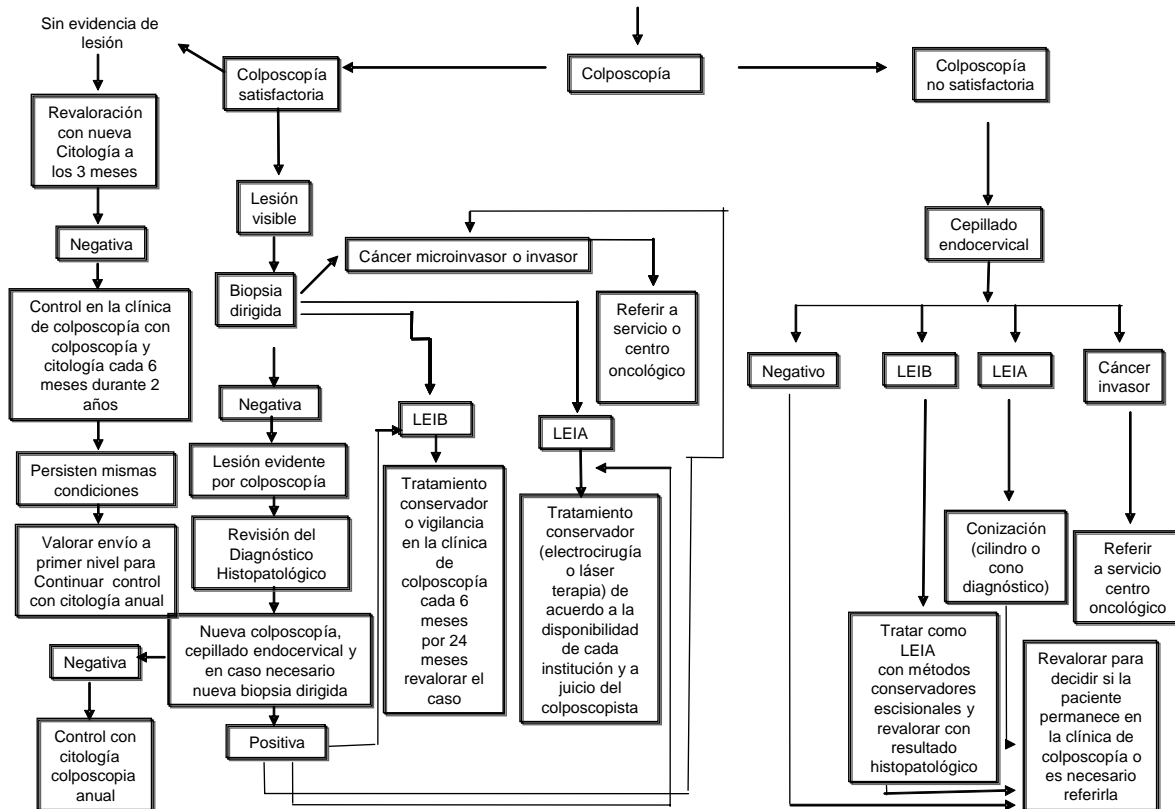 Sin evidencia de
lesión
Colposcopía
satisfactoria
Colposcopía
Colposcopía
no satisfactoria
Revaloración
con nueva
Citología a
los 3 meses
Lesión
visible
Negativa
Cáncer microinvasor o invasor
Cepillado
endocervical
Control en la clínica
de colposcopía con
colposcopía y
citología cada 6
meses durante 2
años
Biopsia
dirigida
Referir a
servicio o
centro
oncológico
Negativo
LEIB
LEIA
Cáncer
invasor
Negativa
LEIB
LEIA
Persisten mismas
condiciones
Lesión evidente
por colposcopía
Tratamiento
conservador
o vigilancia
en la clínica
de
colposcopía
cada 6
meses
por 24
meses
revalorar el
caso
Tratamiento
conservador
(electrocirugía
o láser
terapia) de
acuerdo a la
disponibilidad
de cada
institución y a
juicio del
colposcopista
Valorar envío a
primer nivel para
Continuar control
con citología anual
Revisión del
Diagnóstico
Histopatológico
Conización
(cilindro o
cono
diagnóstico)
Referir
a servicio
centro
oncológico
Nueva colposcopía,
cepillado endocervical y
en caso necesario
nueva biopsia dirigida
Negativa
Tratar como
LEIA
con métodos
conservadores
escisionales y
revalorar con
resultado
histopatológico
Revalorar para
decidir si la
paciente
permanece en
la clínica de
colposcopía o
es necesario
referirla
Control con
citología
colposcopia
anual
Positiva